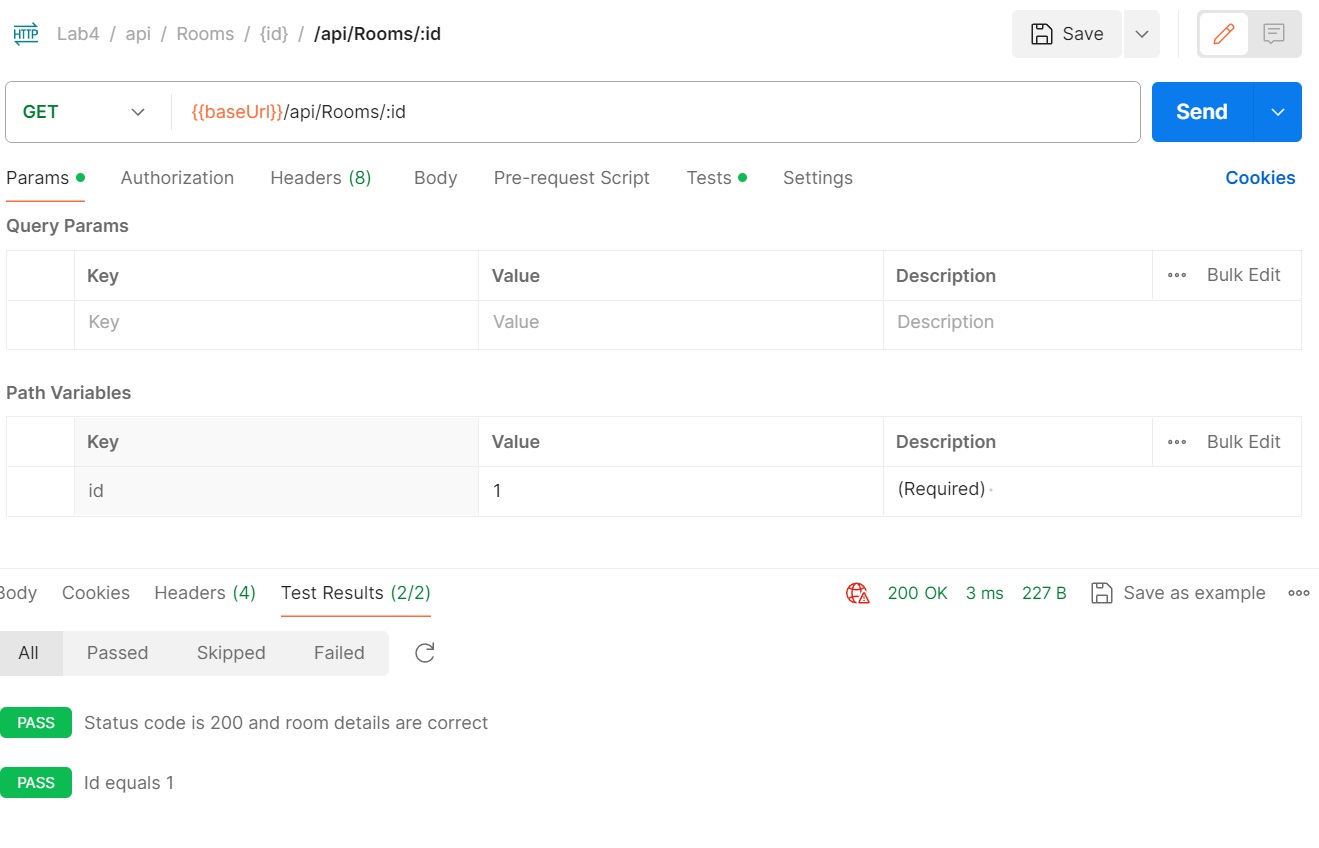 HTTP Lab4 / api / Rooms / {id} / /api/Rooms/:id Save
GET {{baseUrl}}/api/Rooms/:id Send
Params Authorization Headers (8) Body Pre-request Script Tests Settings Cookies
Query Params
Key Value Description ••• Bulk Edit
Key Value Description
Path Variables
Key Value Description ••• Bulk Edit
id 1 (Required)
Body Cookies Headers (4) Test Results (2/2) 200 OK 3 ms 227 B Save as example •••
All Passed Skipped Failed
PASS Status code is 200 and room details are correct
PASS Id equals 1